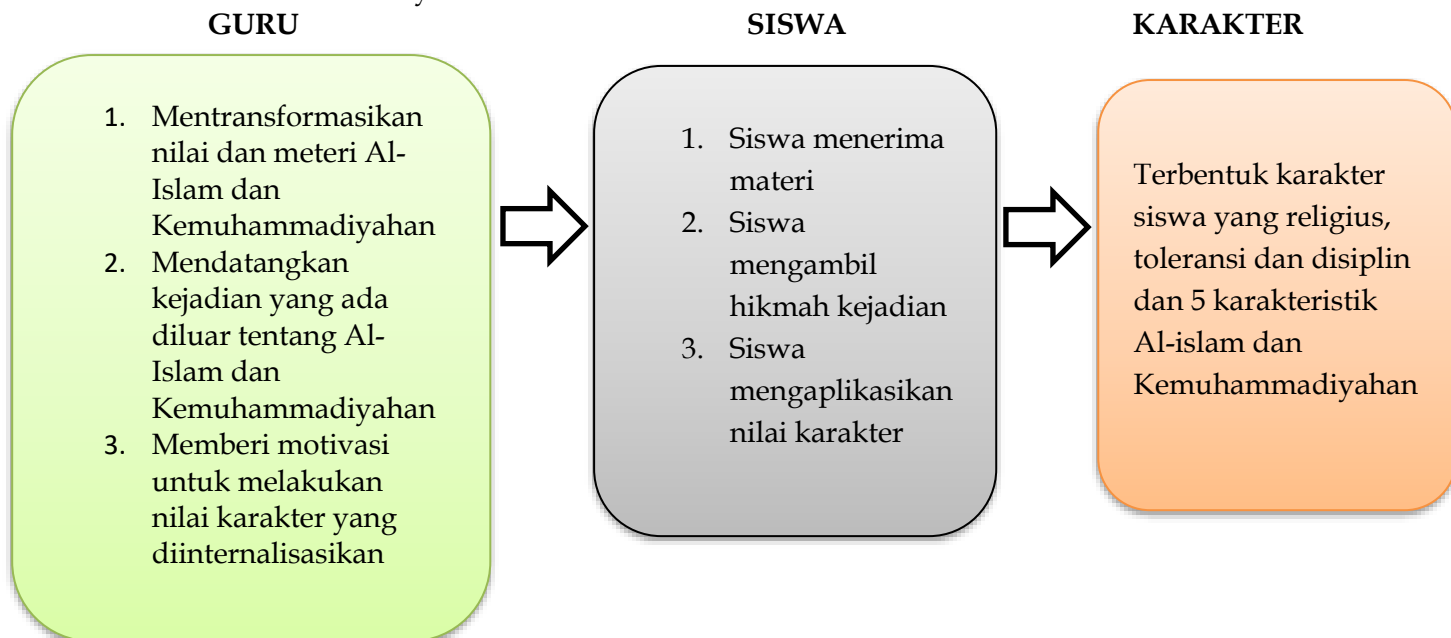 GURU
SISWA
KARAKTER
1. Mentransformasikan
nilai dan meteri Al-
Islam dan
Kemuhammadiyahan
2. Mendatangkan
kejadian yang ada
diluar tentang Al-
Islam dan
Kemuhammadiyahan
3. Memberi motivasi
untuk melakukan
nilai karakter yang
diinternalisasikan
1. Siswa menerima
materi
2. Siswa
mengambil
hikmah kejadian
3. Siswa
mengaplikasikan
nilai karakter
Terbentuk karakter
siswa yang religius,
toleransi dan disiplin
dan 5 karakteristik
Al-islam dan
Kemuhammadiyahan